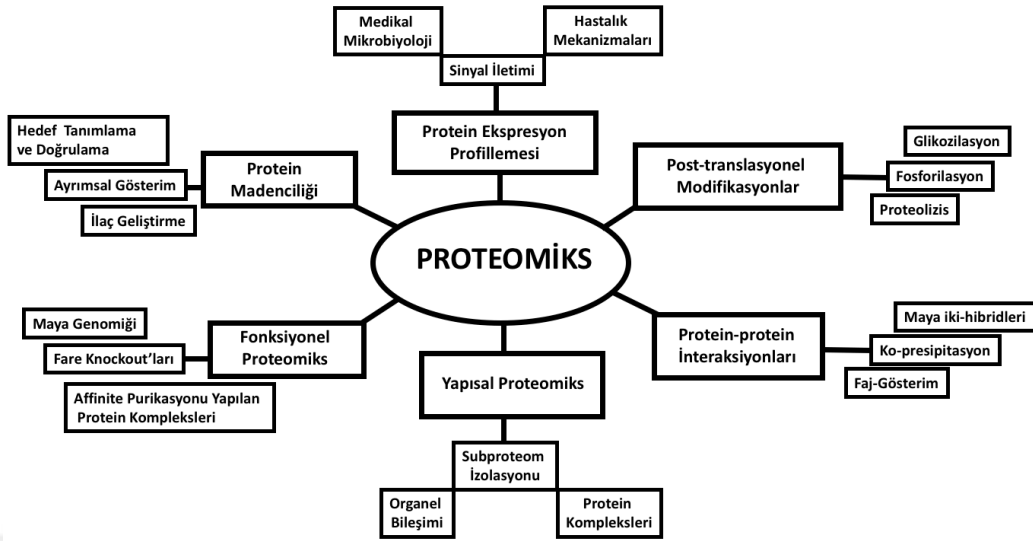 Medikal
Mikrobiyoloji
Hastalık
Mekanizmaları
Sinyal İletimi
Protein Ekspresyon
Profillemesi
Hedef Tanımlama
ve Doğrulama
Ayrımsal Gösterim
İlaç Geliştirme
Protein
Madenciliği
Post-translasyonel
Modifikasyonlar
Glikozilasyon
Fosforilasyon
Proteolizis
PROTEOMİKS
Maya Genomiği
Fare Knockout’ları
Affinite Purikasyonu Yapılan
Protein Kompleksleri
Fonksiyonel
Proteomiks
Yapısal Proteomiks
Protein-protein
İnteraksiyonları
Maya iki-hibridleri
Ko-presipitasyon
Faj-Gösterim
Subproteom
İzolasyonu
Organel
Bileşimi
Protein
Kompleksleri